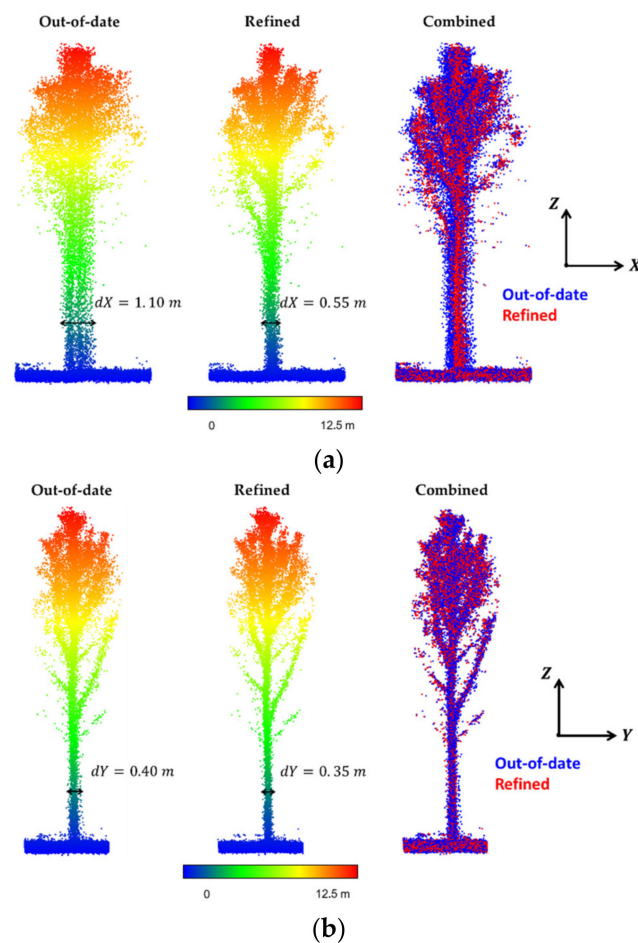 Out-of-date Refined Combined
Z
X
dX = 1.10 m dX = 0.55 m
Out-of-date
Refined
0 12.5 m
(a)
Out-of-date Refined Combined
Z
Y
dY = 0.40 m dY = 0.35 m
Out-of-date
Refined
0 12.5 m
(b)